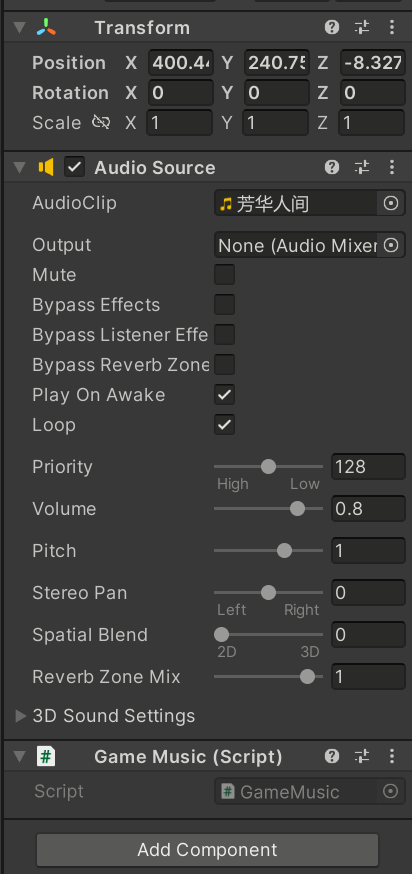 Transform
Position X 400.44 Y 240.75 Z -8.327
Rotation X 0 Y 0 Z 0
Scale X 1 Y 1 Z 1
Audio Source
AudioClip 芳华人间
Output None (Audio Mixer
Mute
Bypass Effects
Bypass Listener Effe
Bypass Reverb Zone
Play On Awake
Loop
Priority 128
High Low
Volume 0.8
Pitch 1
Stereo Pan 0
Left Right
Spatial Blend 0
2D 3D
Reverb Zone Mix 1
3D Sound Settings
# Game Music (Script)
Script # GameMusic
Add Component